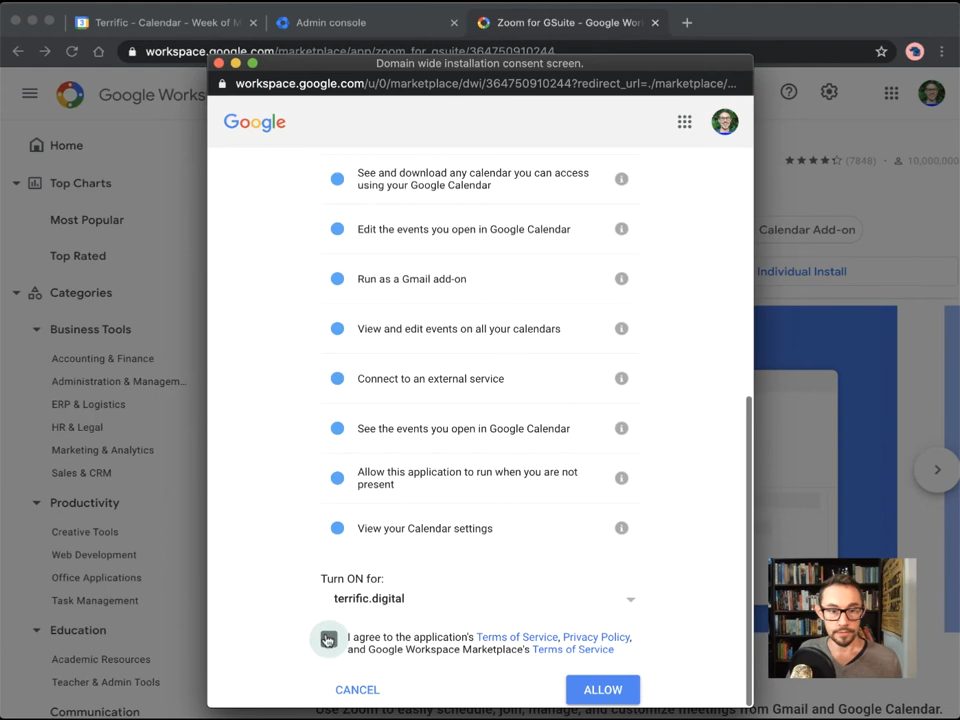 Terrific - Calendar - Week of M
Admin console
Zoom for GSuite - Google Wor
workspace.google.com/marketplace/app/zoom_for_gsuite/364750910244
Domain wide installation consent screen.
workspace.google.com/u/0/marketplace/dwi/364750910244?redirect_url=./marketplace/...
Google Works
Google
Home
Top Charts
Most Popular
Top Rated
Categories
Business Tools
Accounting & Finance
Administration & Managem...
ERP & Logistics
HR & Legal
Marketing & Analytics
Sales & CRM
Productivity
Creative Tools
Web Development
Office Applications
Task Management
Education
Academic Resources
Teacher & Admin Tools
Communication
See and download any calendar you can access
using your Google Calendar
Edit the events you open in Google Calendar
Run as a Gmail add-on
View and edit events on all your calendars
Connect to an external service
See the events you open in Google Calendar
Allow this application to run when you are not
present
View your Calendar settings
Turn ON for:
terrific.digital
I agree to the application's Terms of Service, Privacy Policy,
and Google Workspace Marketplace's Terms of Service
CANCEL
ALLOW
(7848)
10,000,000
Calendar Add-on
Individual Install
Use Zoom to easily schedule, join, manage, and customize meetings from Gmail and Google Calendar.